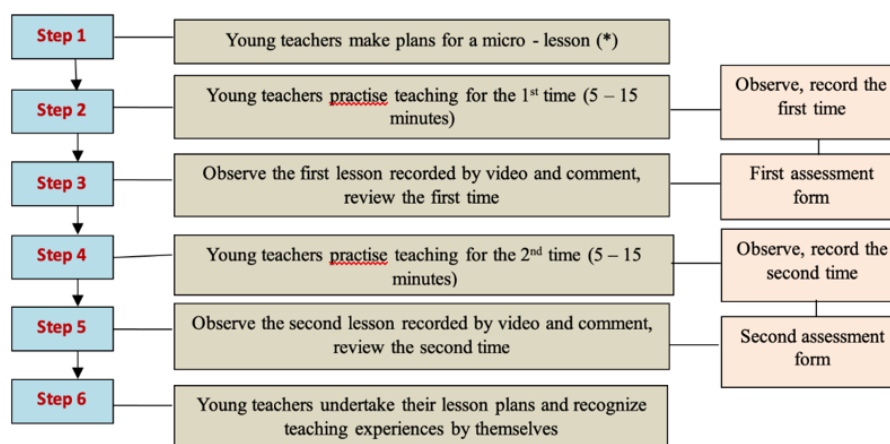 Step 1
Young teachers make plans for a micro - lesson (*)
Step 2
Young teachers practise teaching for the 1st time (5 – 15
minutes)
Observe, record the
first time
Step 3
Observe the first lesson recorded by video and comment,
review the first time
First assessment
form
Step 4
Young teachers practise teaching for the 2nd time (5 – 15
minutes)
Observe, record the
second time
Step 5
Observe the second lesson recorded by video and comment,
review the second time
Second assessment
form
Step 6
Young teachers undertake their lesson plans and recognize
teaching experiences by themselves